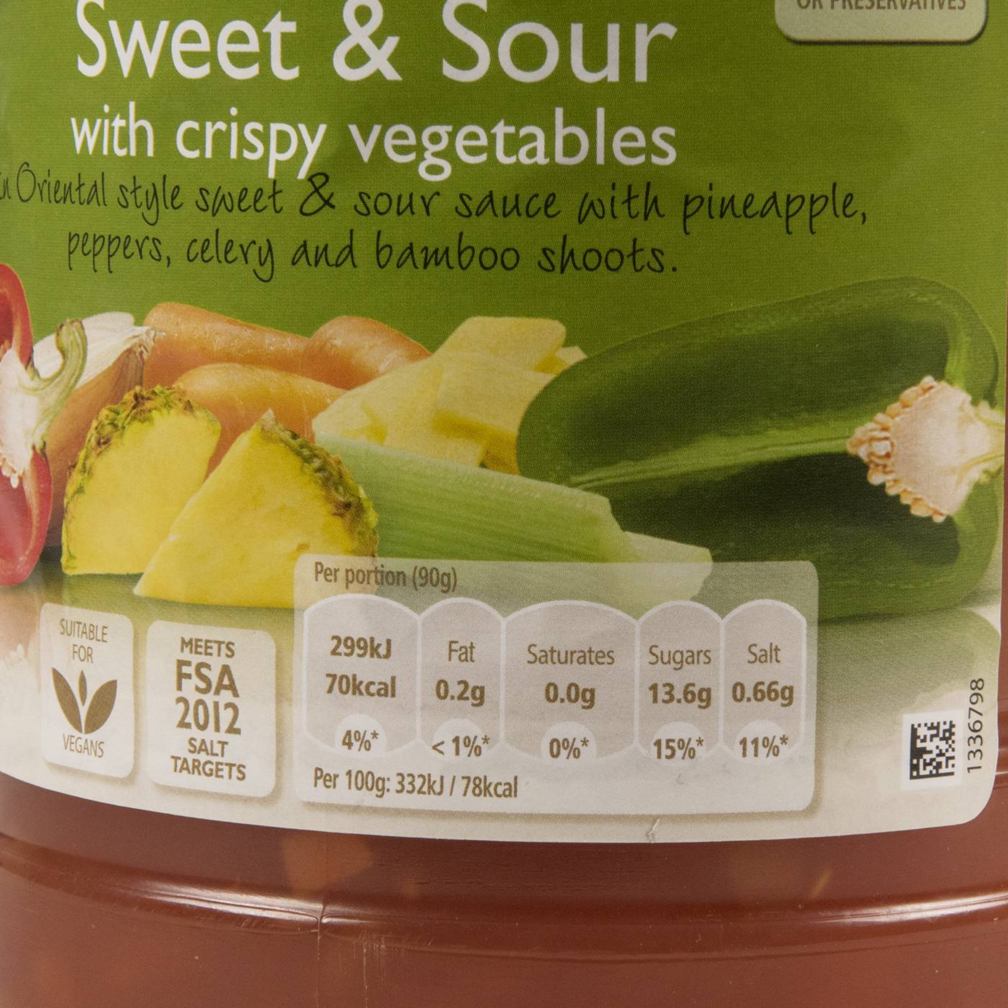 OR PRESERVATIVES
Sweet & Sour
with crispy vegetables
Oriental style sweet & sour sauce with pineapple,
peppers, celery and bamboo shoots.
SUITABLE
FOR
VEGANS
MEETS
FSA
2012
SALT
TARGETS
Per portion (90g)
299kJ
70kcal
4%*
Fat
0.2g
< 1%*
Saturates
0.0g
0%*
Sugars
13.6g
15%*
Salt
0.66g
11%*
Per 100g: 332kJ / 78kcal
1336798